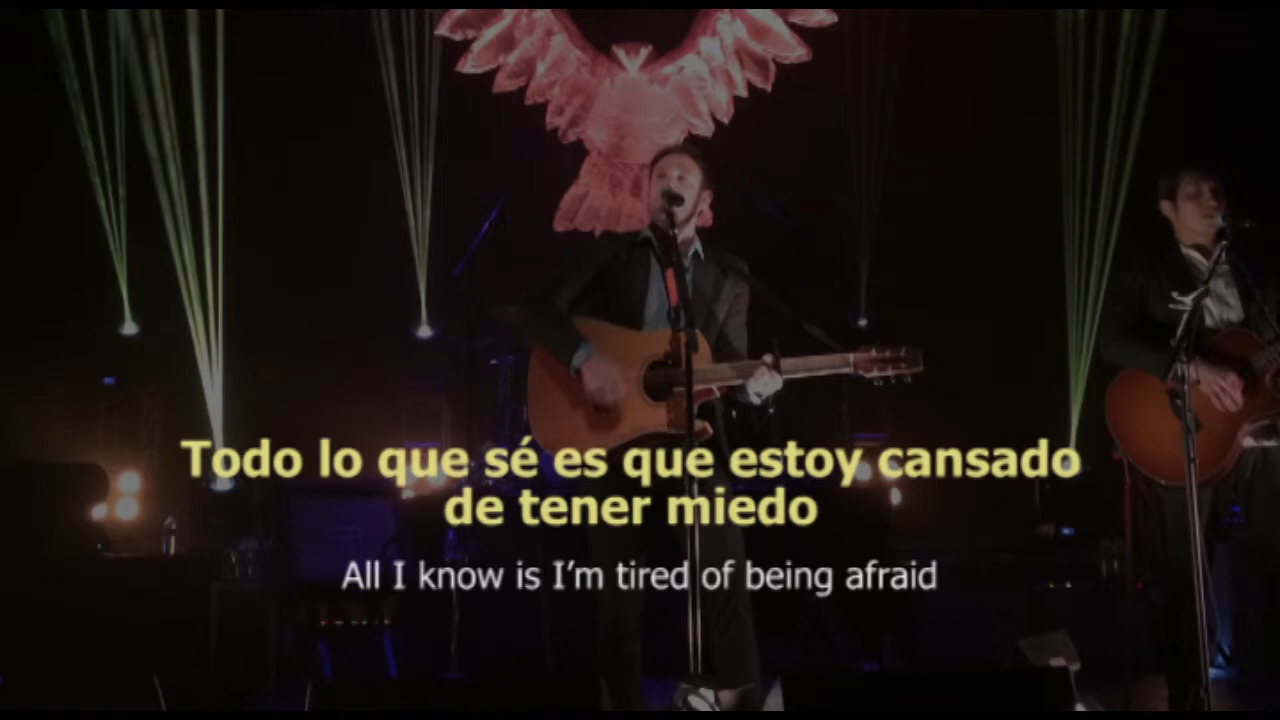 Todo lo que sé es que estoy cansado
de tener miedo
All I know is I'm tired of being afraid